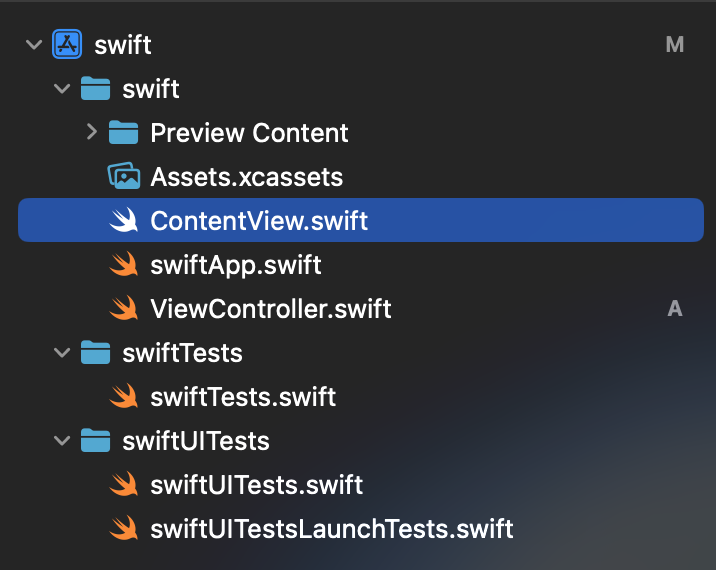 swift M
swift
Preview Content
Assets.xcassets
ContentView.swift
swiftApp.swift
ViewController.swift A
swiftTests
swiftTests.swift
swiftUITests
swiftUITests.swift
swiftUITestsLaunchTests.swift